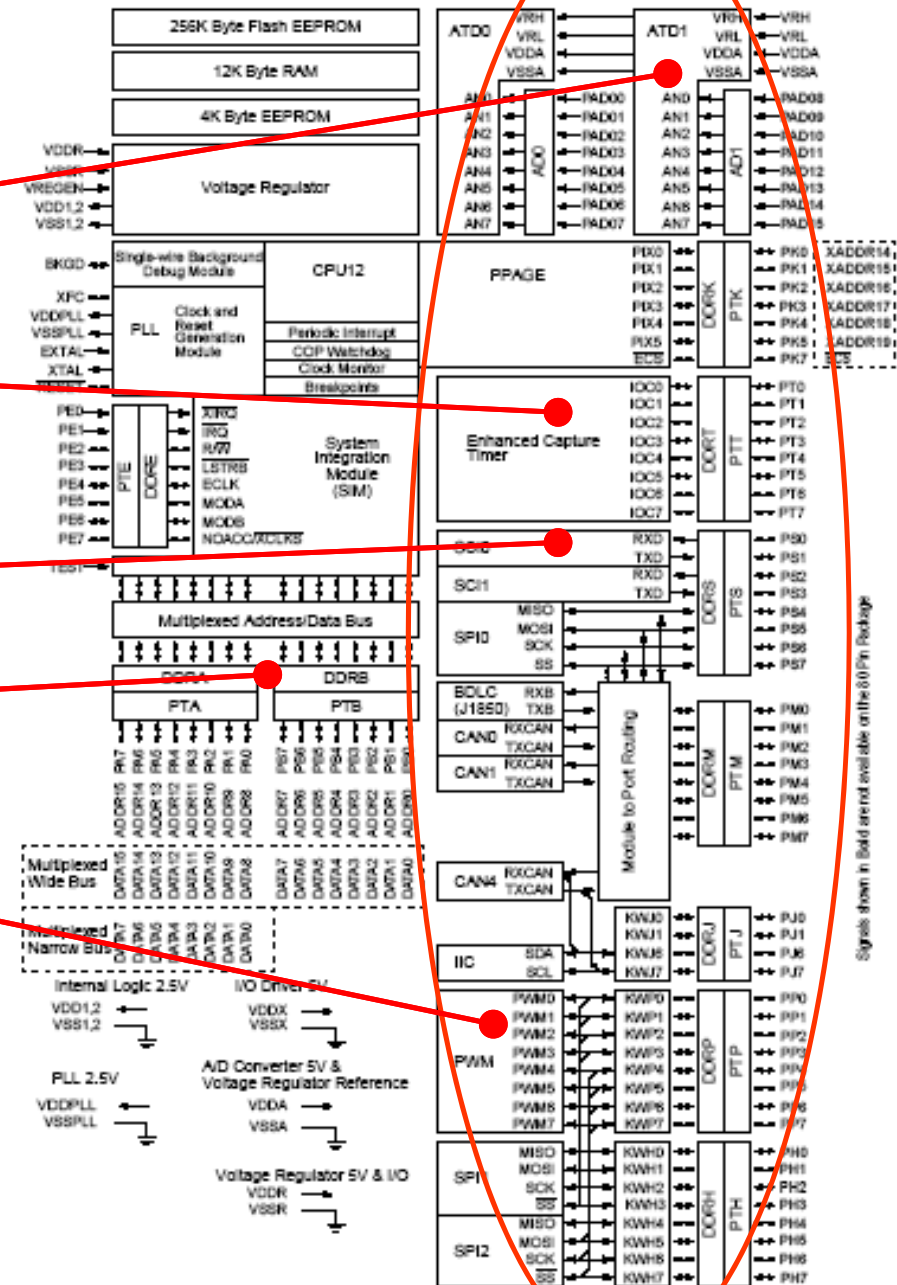 256K Byte Flash EEPROM
12K Byte RAM
4K Byte EEPROM
VDDR
VSSR
VREGEN
VDD1,2
VSS1,2
Voltage Regulator
ATD0
VRH
VRL
VDDA
VSSA
AN0
AN1
AN2
AN3
AN4
AN5
AN6
AN7
AD0
PAD00
PAD01
PAD02
PAD03
PAD04
PAD05
PAD06
PAD07
ATD1
VRH
VRL
VDDA
VSSA
AN0
AN1
AN2
AN3
AN4
AN5
AN6
AN7
AD1
VRH
VRL
VDDA
VSSA
PAD08
PAD09
PAD10
PAD11
PAD12
PAD13
PAD14
PAD15
BKGD
XFC
VDDPLL
VSSPLL
EXTAL
XTAL
Single-wire Background
Debug Module
PLL
Clock and
Reset
Generation
Module
CPU12
Periodic Interrupt
COP Watchdog
Clock Monitor
Breakpoints
PPAGE
PIX0
PIX1
PIX2
PIX3
PIX4
PIX5
ECS
DDRK
PTK
PK0
PK1
PK2
PK3
PK4
PK5
PK7
XADDR14
XADDR15
XADDR16
XADDR17
XADDR18
XADDR19
ECS
PE0
PE1
PE2
PE3
PE4
PE5
PE6
PE7
TEST
PTE
DDRE
XIRQ
IRQ
R/W
LSTRB
ECLK
MODA
MODB
NOACC/XCLKS
System
Integration
Module
(SIM)
Enhanced Capture
Timer
IOC0
IOC1
IOC2
IOC3
IOC4
IOC5
IOC6
IOC7
DDRT
PTT
PT0
PT1
PT2
PT3
PT4
PT5
PT6
PT7
SCI0
RXD
TXD
SCI1
RXD
TXD
SPI0
MISO
MOSI
SCK
SS
DDRS
PTS
PS0
PS1
PS2
PS3
PS4
PS5
PS6
PS7
Multiplexed Address/Data Bus
DDRA
DDRB
PTA
PTB
PA7
PA6
PA5
PA4
PA3
PA2
PA1
PA0
PB7
PB6
PB5
PB4
PB3
PB2
PB1
PB0
ADDR15
ADDR14
ADDR13
ADDR12
ADDR11
ADDR10
ADDR9
ADDR8
ADDR7
ADDR6
ADDR5
ADDR4
ADDR3
ADDR2
ADDR1
ADDR0
Multiplexed
Wide Bus
DATA15
DATA14
DATA13
DATA12
DATA11
DATA10
DATA9
DATA8
DATA7
DATA6
DATA5
DATA4
DATA3
DATA2
DATA1
DATA0
Multiplexed
Narrow Bus
DATA7
DATA6
DATA5
DATA4
DATA3
DATA2
DATA1
DATA0
BDLC
(J1850)
RXB
TXB
CAN0
RXCAN
TXCAN
CAN1
RXCAN
TXCAN
CAN4
RXCAN
TXCAN
Module to Port Routing
DDRM
PTM
PM0
PM1
PM2
PM3
PM4
PM5
PM6
PM7
IIC
SDA
SCL
KWJ0
KWJ1
KWJ6
KWJ7
DDRJ
PTJ
PJ0
PJ1
PJ6
PJ7
PWM
PWM0
PWM1
PWM2
PWM3
PWM4
PWM5
PWM6
PWM7
KWP0
KWP1
KWP2
KWP3
KWP4
KWP5
KWP6
KWP7
DDRP
PTP
PP0
PP1
PP2
PP3
PP4
PP5
PP6
PP7
SPI1
MISO
MOSI
SCK
SS
SPI2
MISO
MOSI
SCK
SS
KWH0
KWH1
KWH2
KWH3
KWH4
KWH5
KWH6
KWH7
DDRH
PTH
PH0
PH1
PH2
PH3
PH4
PH5
PH6
PH7
Internal Logic 2.5V
VDD1,2
VSS1,2
I/O Driver 5V
VDDX
VSSX
PLL 2.5V
VDDPLL
VSSPLL
A/D Converter 5V &
Voltage Regulator Reference
VDDA
VSSA
Voltage Regulator 5V & I/O
VDDR
VSSR
Signals shown in Bold are not available on the 80 Pin Package